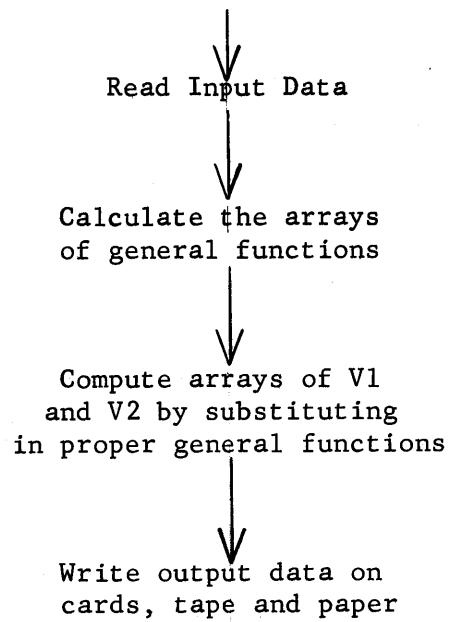 Read Input Data
Calculate the arrays
of general functions
Compute arrays of V1
and V2 by substituting
in proper general functions
Write output data on
cards, tape and paper